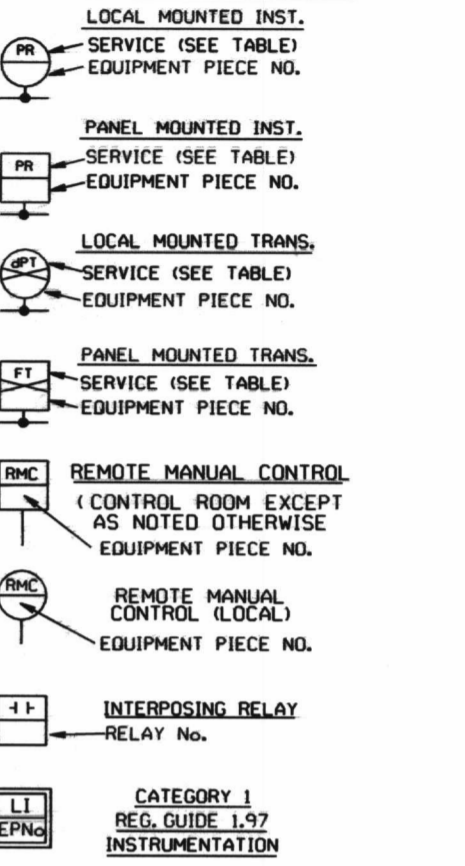 LOCAL MOUNTED INST.
PR
SERVICE (SEE TABLE)
EQUIPMENT PIECE NO.
PANEL MOUNTED INST.
PR
SERVICE (SEE TABLE)
EQUIPMENT PIECE NO.
LOCAL MOUNTED TRANS.
dPT
SERVICE (SEE TABLE)
EQUIPMENT PIECE NO.
PANEL MOUNTED TRANS.
FT
SERVICE (SEE TABLE)
EQUIPMENT PIECE NO.
RMC
REMOTE MANUAL CONTROL
(CONTROL ROOM EXCEPT
AS NOTED OTHERWISE
EQUIPMENT PIECE NO.
RMC
REMOTE MANUAL
CONTROL (LOCAL)
EQUIPMENT PIECE NO.
INTERPOSING RELAY
RELAY No.
LI
EPNo
CATEGORY 1
REG. GUIDE 1.97
INSTRUMENTATION